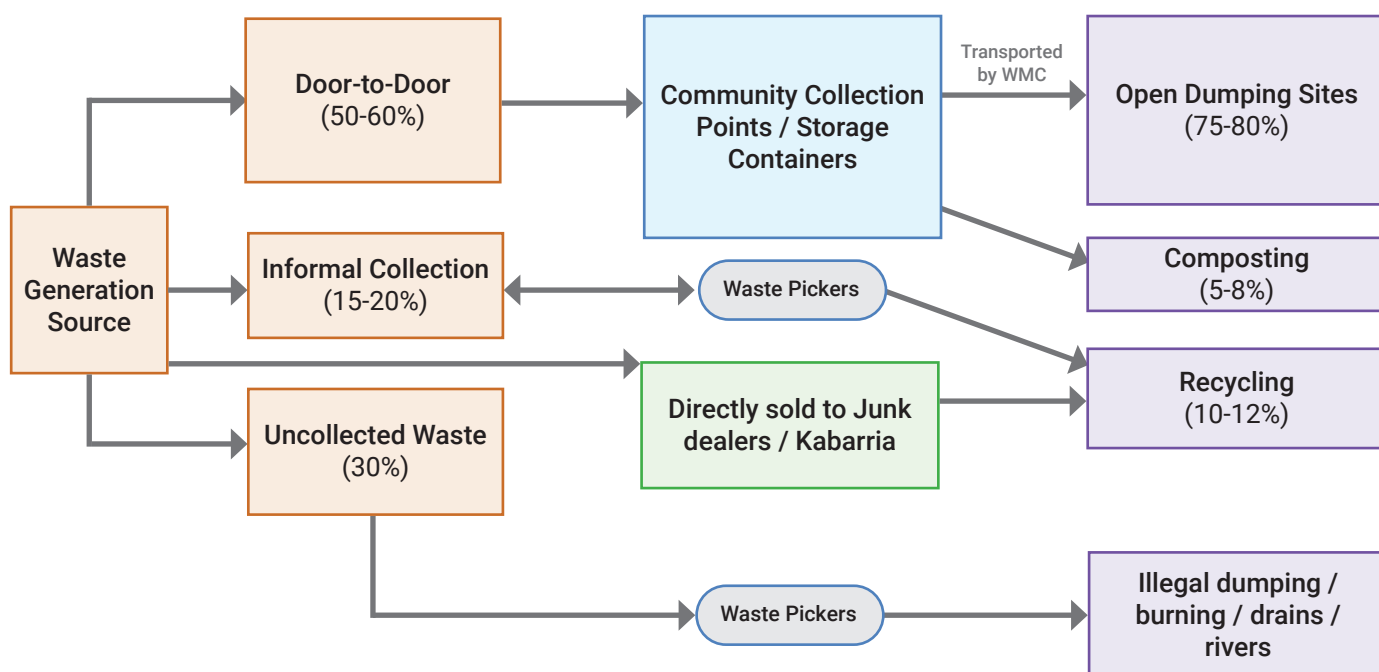 Door-to-Door
(50-60%)
Community Collection
Points / Storage
Containers
Transported
by WMC
Open Dumping Sites
(75-80%)
Waste
Generation
Source
Informal Collection
(15-20%)
Waste Pickers
Composting
(5-8%)
Directly sold to Junk
dealers / Kabarria
Recycling
(10-12%)
Uncollected Waste
(30%)
Waste Pickers
Illegal dumping /
burning / drains /
rivers